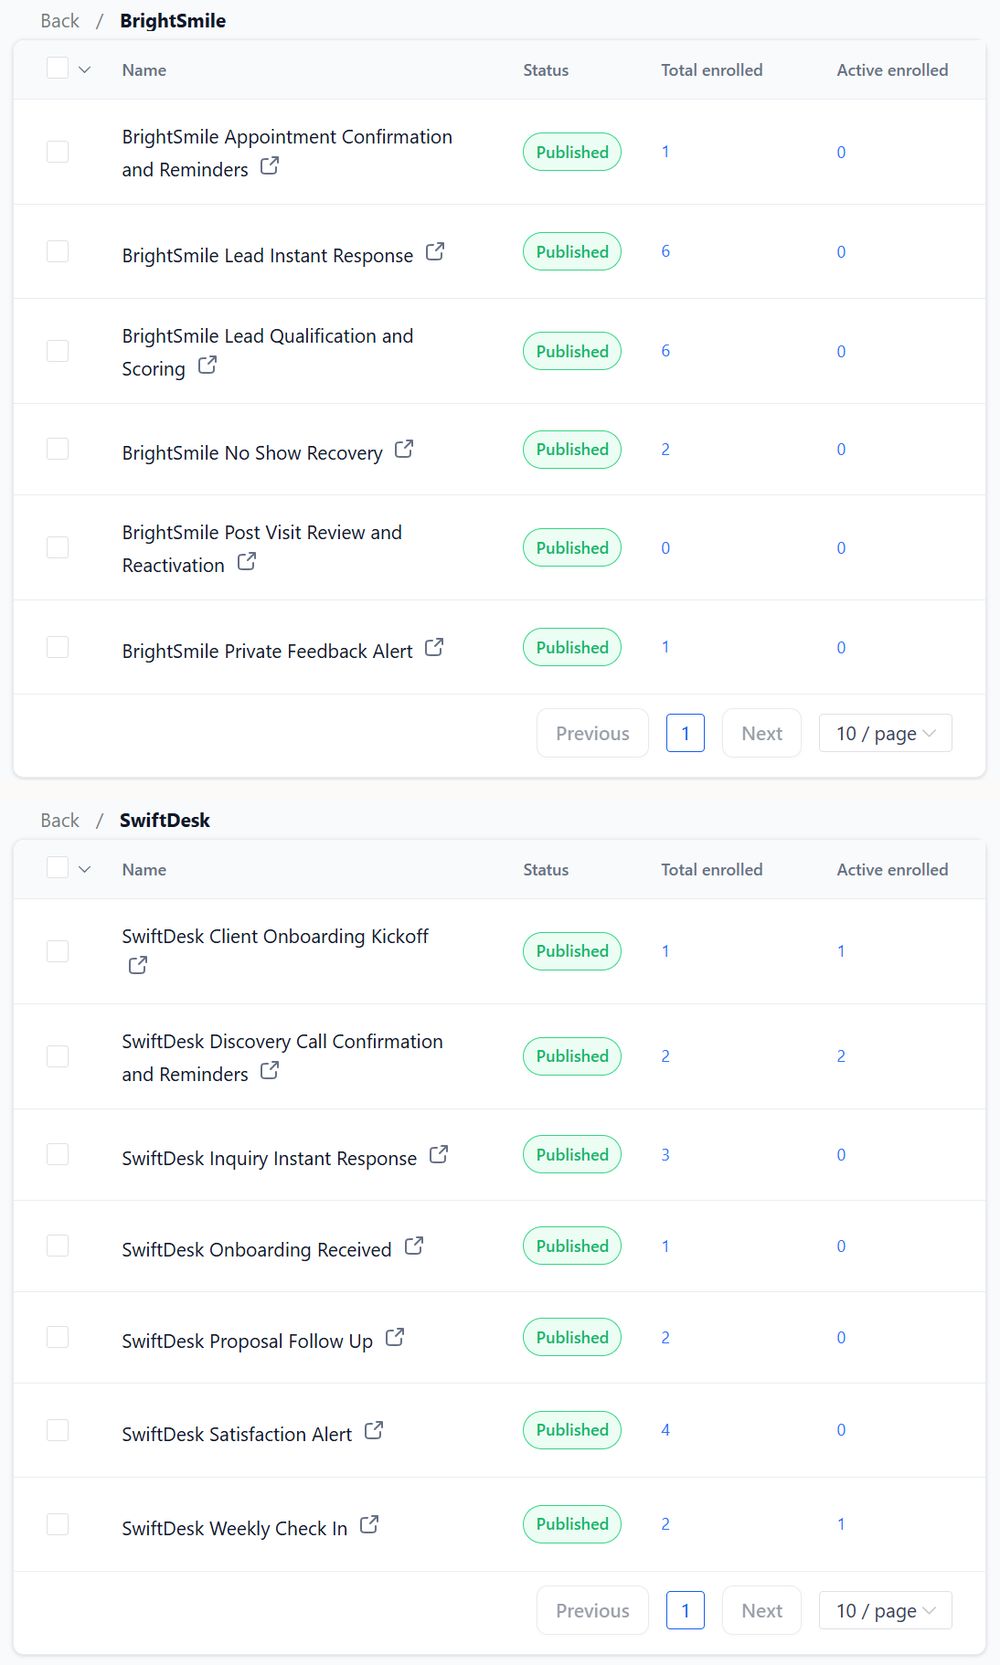 Back / BrightSmile
Name Status Total enrolled Active enrolled
BrightSmile Appointment Confirmation
and Reminders
Published 1 0
BrightSmile Lead Instant Response Published 6 0
BrightSmile Lead Qualification and
Scoring
Published 6 0
BrightSmile No Show Recovery Published 2 0
BrightSmile Post Visit Review and
Reactivation
Published 0 0
BrightSmile Private Feedback Alert Published 1 0
Previous 1 Next 10 / page
Back / SwiftDesk
Name Status Total enrolled Active enrolled
SwiftDesk Client Onboarding Kickoff Published 1 1
SwiftDesk Discovery Call Confirmation
and Reminders
Published 2 2
SwiftDesk Inquiry Instant Response Published 3 0
SwiftDesk Onboarding Received Published 1 0
SwiftDesk Proposal Follow Up Published 2 0
SwiftDesk Satisfaction Alert Published 4 0
SwiftDesk Weekly Check In Published 2 1
Previous 1 Next 10 / page